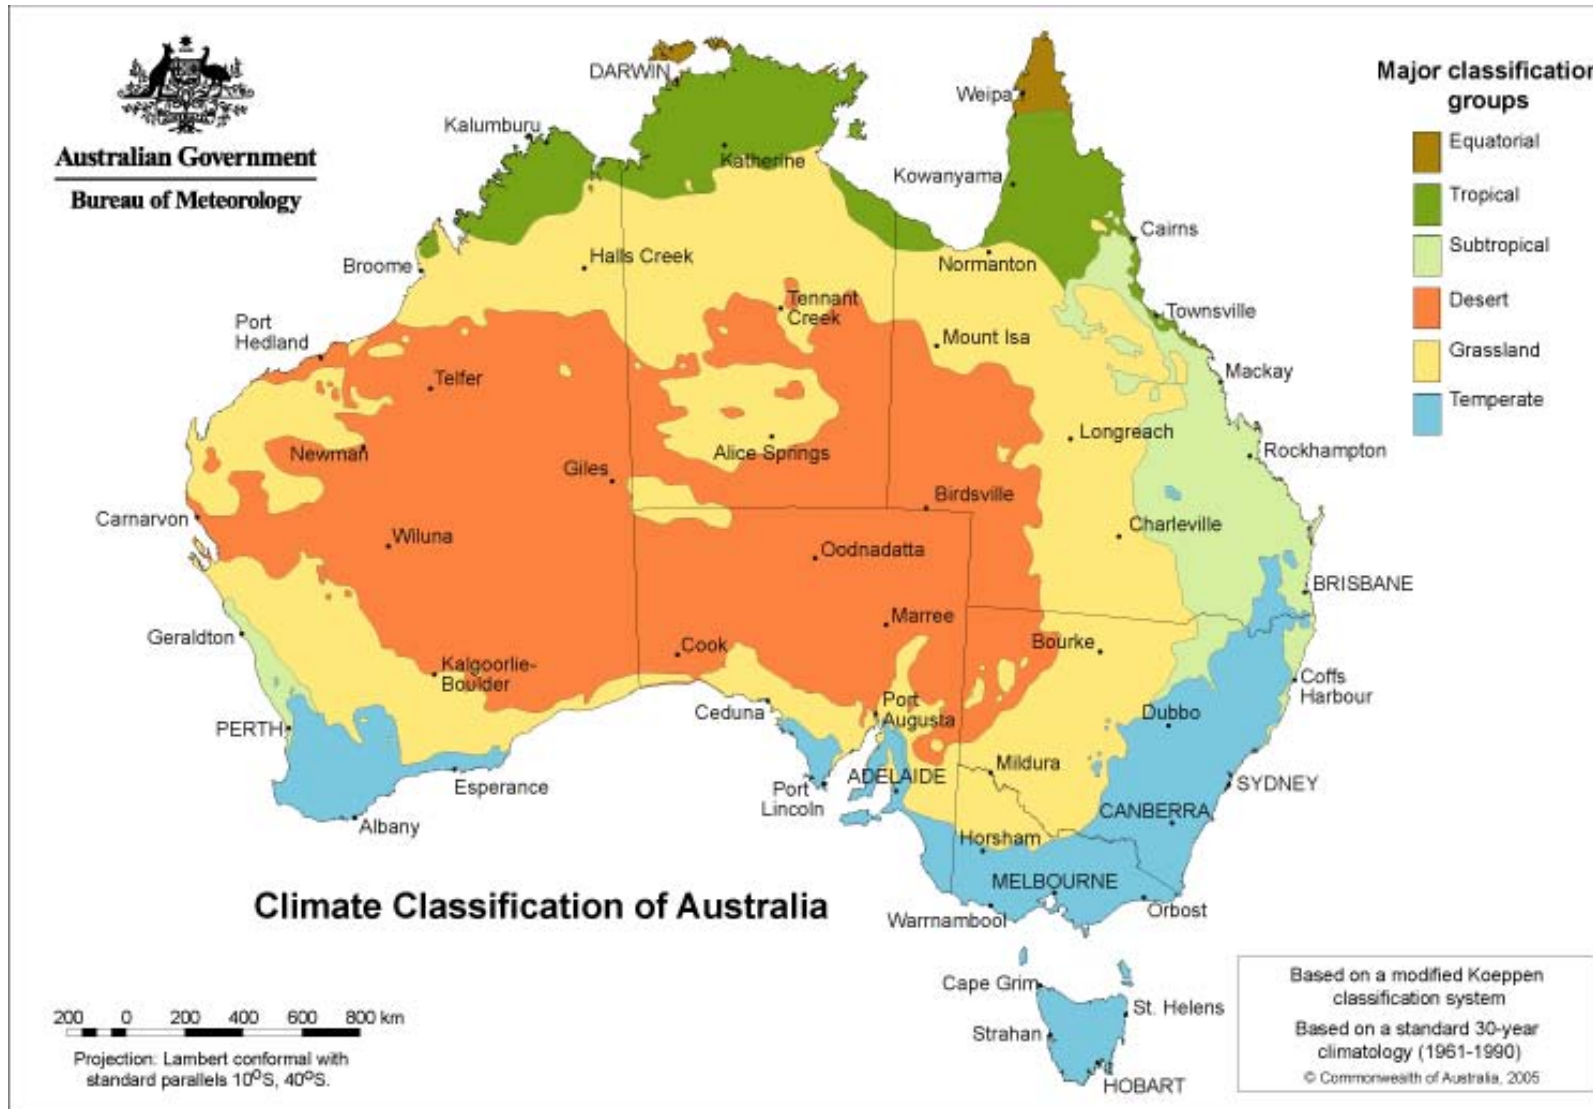 Australian Government
Bureau of Meteorology
Major classification
groups
Equatorial
Tropical
Subtropical
Desert
Grassland
Temperate
DARWIN
Weipa
Kalumburu
Katherine
Kowanyama
Cairns
Broome
Halls Creek
Normanton
Port
Hedland
Tennant
Creek
Townsville
Mount Isa
Telfer
Mackay
Newman
Alice Springs
Longreach
Rockhampton
Giles
Birdsville
Carnarvon
Wiluna
Oodnadatta
Charleville
BRISBANE
Geraldton
Marree
Bourke
Cook
Kalgoorlie-
Boulder
Coffs
Harbour
PERTH
Ceduna
Port
Augusta
Dubbo
Mildura
Esperance
Port
Lincoln
ADELAIDE
SYDNEY
CANBERRA
Albany
Horsham
MELBOURNE
Warrnambool
Orbost
Climate Classification of Australia
Cape Grim
St. Helens
Strahan
HOBART
200 0 200 400 600 800 km
Projection: Lambert conformal with
standard parallels 10°S, 40°S.
Based on a modified Koeppen
classification system
Based on a standard 30-year
climatology (1961-1990)
© Commonwealth of Australia, 2005